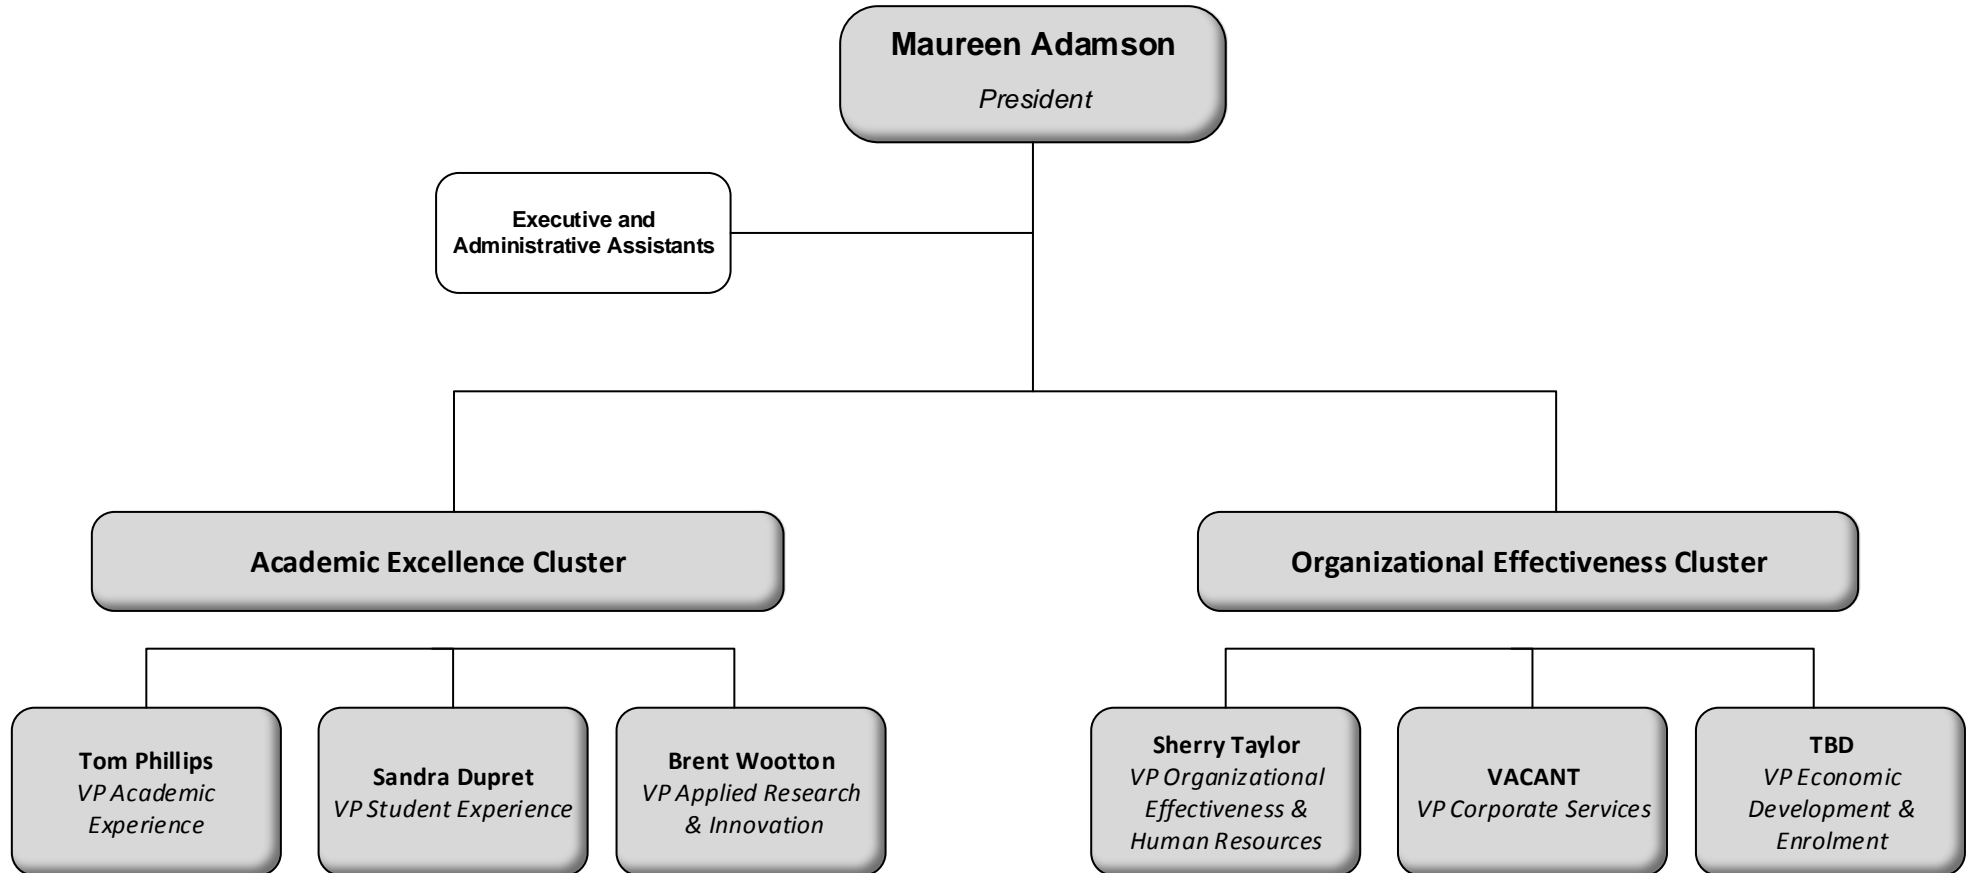 Maureen Adamson
President
Executive and
Administrative Assistants
Academic Excellence Cluster
Organizational Effectiveness Cluster
Tom Phillips
VP Academic
Experience
Sandra Dupret
VP Student Experience
Brent Wootton
VP Applied Research
& Innovation
Sherry Taylor
VP Organizational
Effectiveness &
Human Resources
VACANT
VP Corporate Services
TBD
VP Economic
Development &
Enrolment